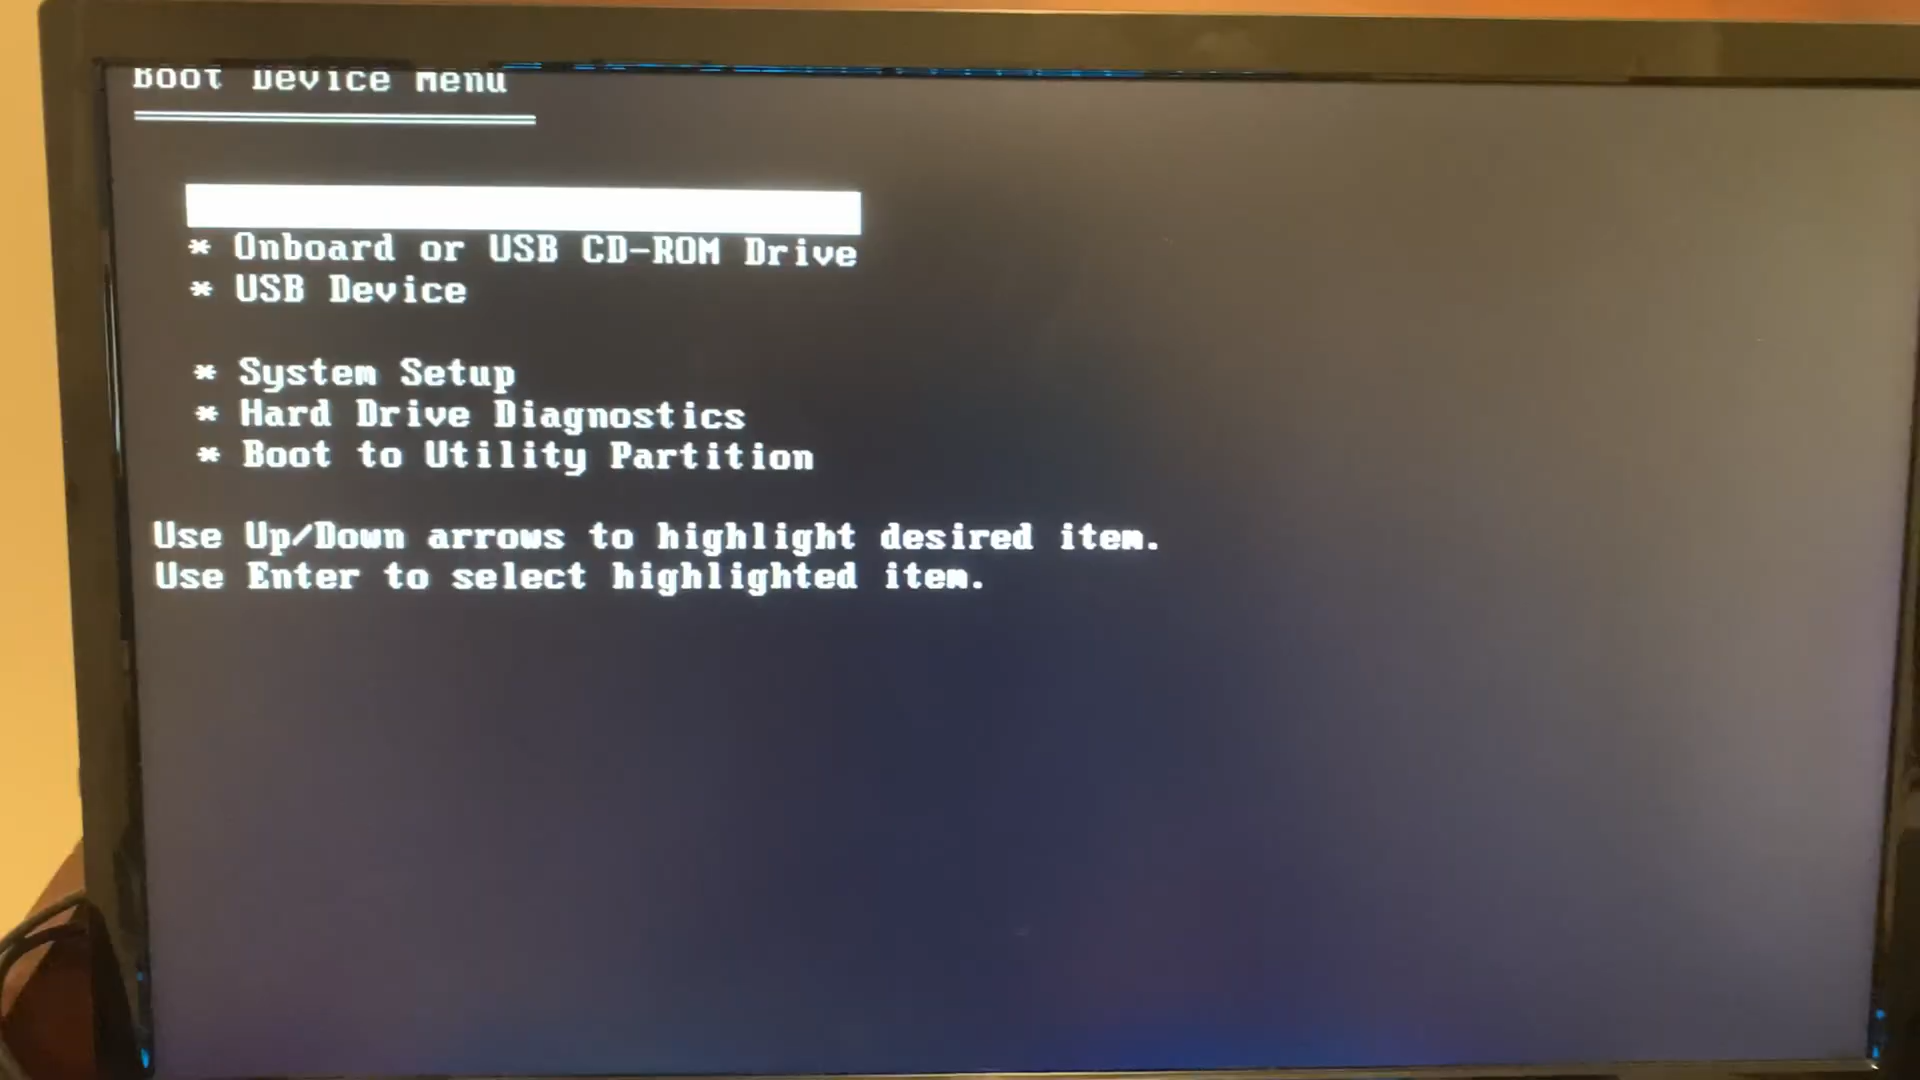 Boot Device Menu
* Onboard or USB CD-ROM Drive
* USB Device
* System Setup
* Hard Drive Diagnostics
* Boot to Utility Partition
Use Up/Down arrows to highlight desired item.
Use Enter to select highlighted item.